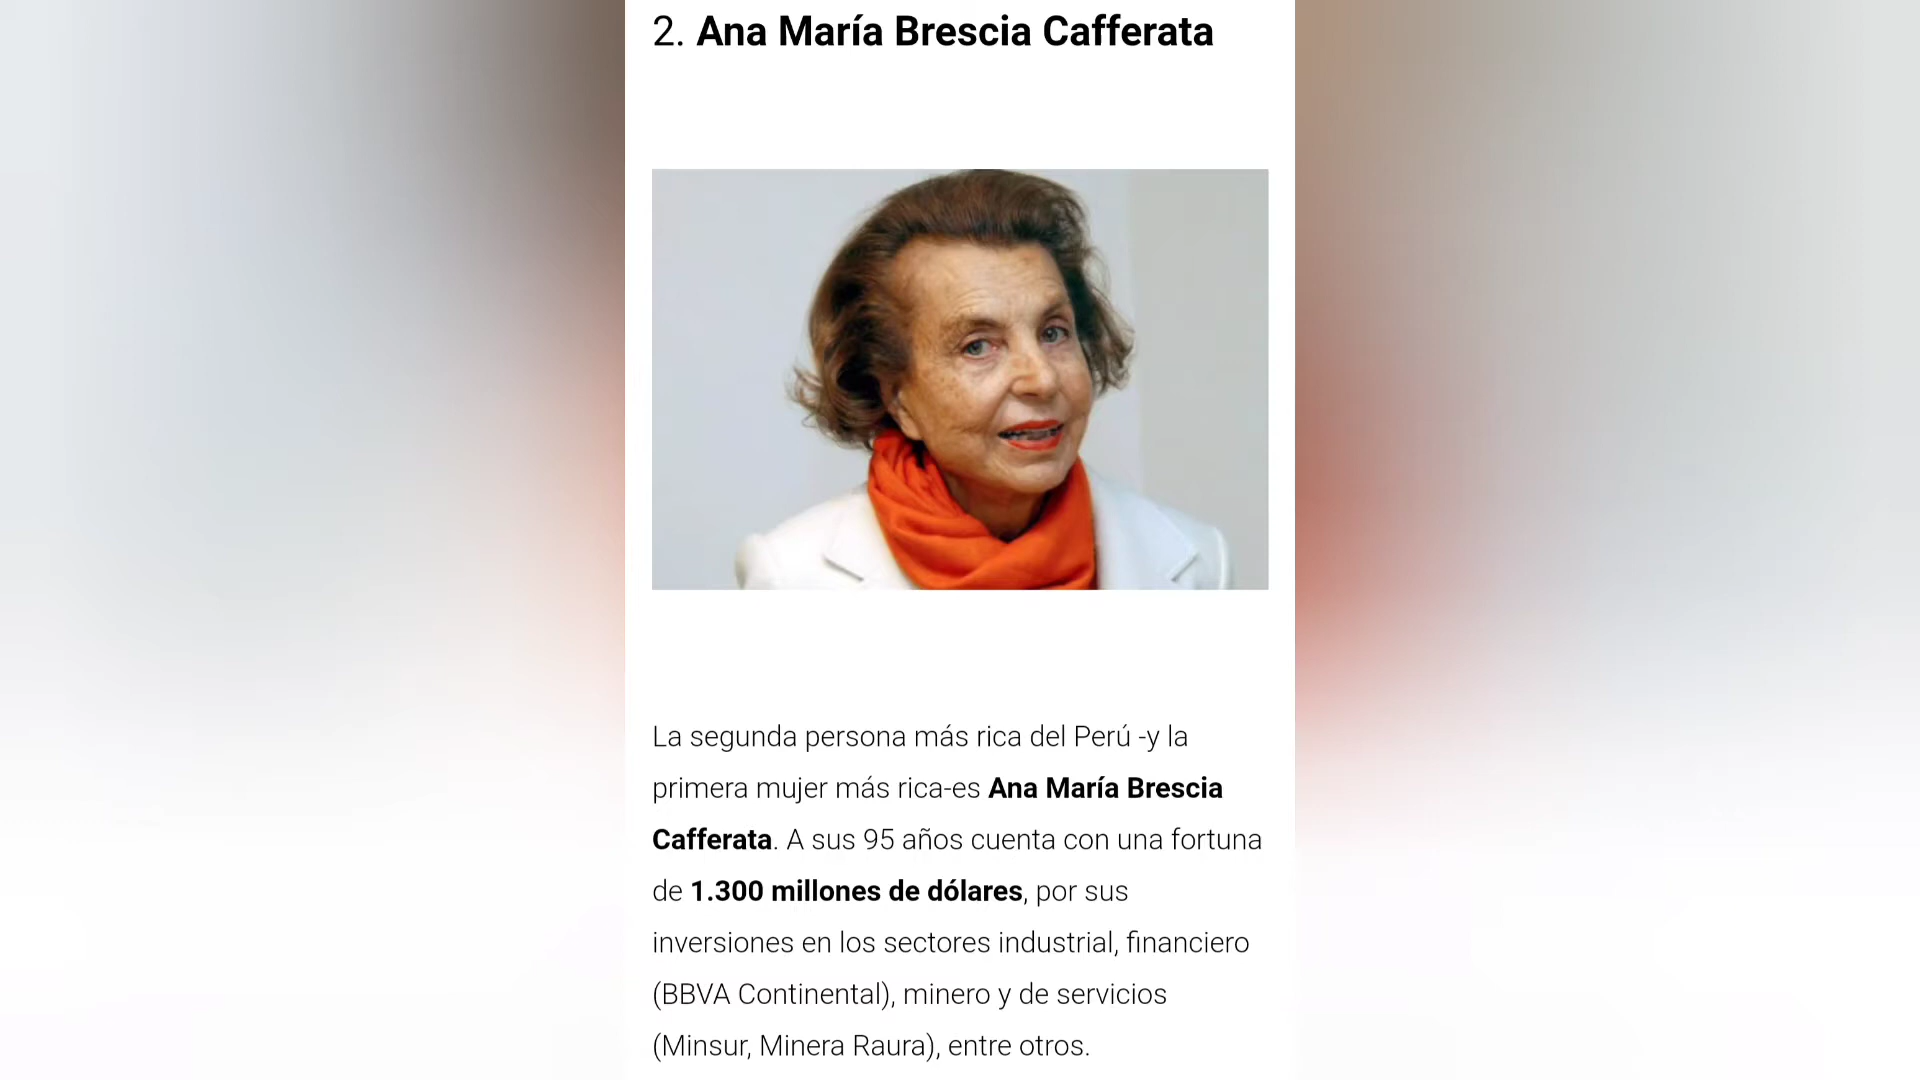 2. Ana María Brescia Cafferata
La segunda persona más rica del Perú -y la
primera mujer más rica-es Ana María Brescia
Cafferata. A sus 95 años cuenta con una fortuna
de 1.300 millones de dólares, por sus
inversiones en los sectores industrial, financiero
(BBVA Continental), minero y de servicios
(Minsur, Minera Raura), entre otros.